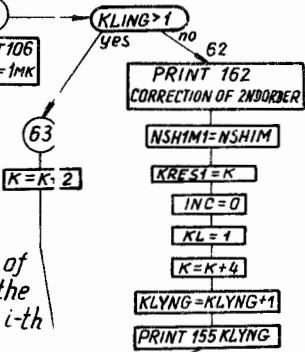 KLING>1
yes
no
T106
=1MK
62
PRINT 162
CORRECTION OF 2NDORDER
63
NSH1M1=NSHIM
K=K 2
KRES1=K
INC=0
KL=1
K=K+4
of
the
i-th
KLYNG=KLYNG+1
PRINT 155 KLYNG